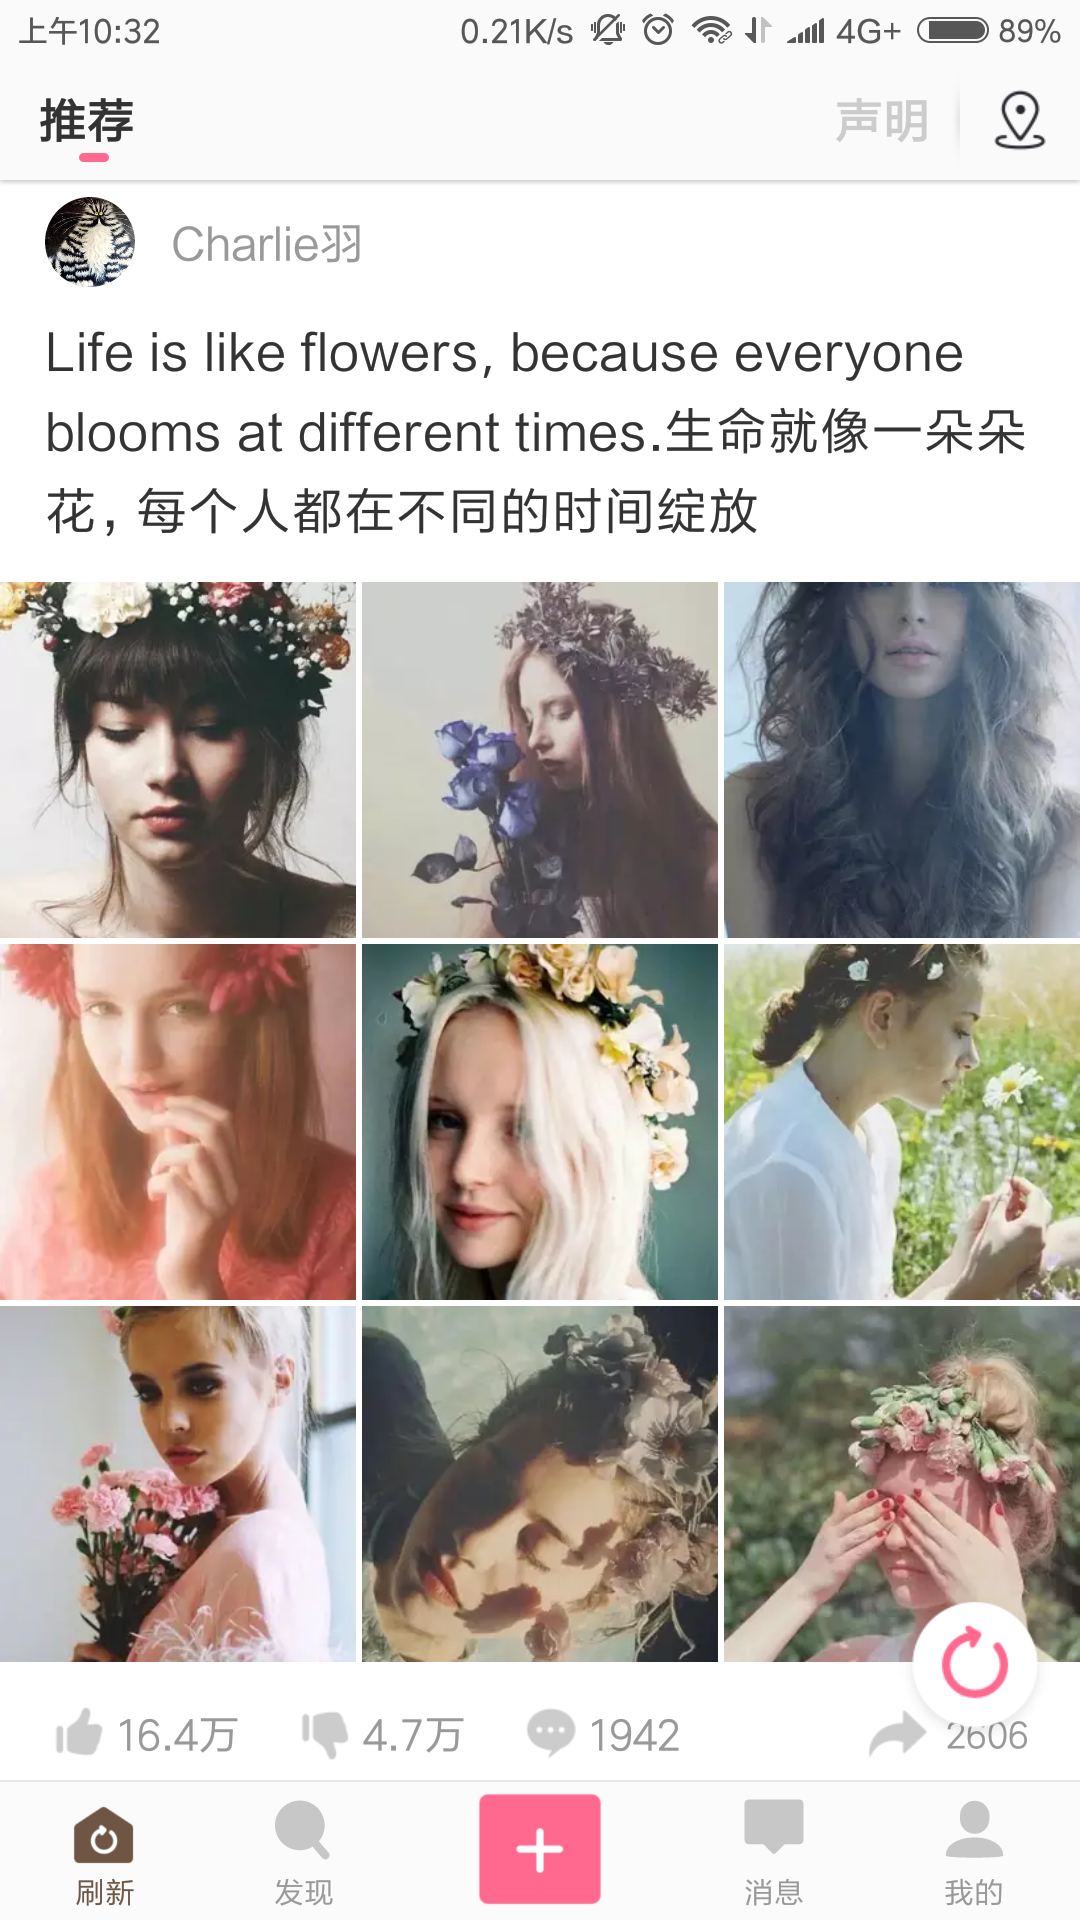 上午10:32 0.21K/s 4G+ 89%
推荐 声明
Charlie羽
Life is like flowers, because everyone
blooms at different times.生命就像一朵朵
花，每个人都在不同的时间绽放
16.4万 4.7万 1942 2606
刷新 发现 消息 我的